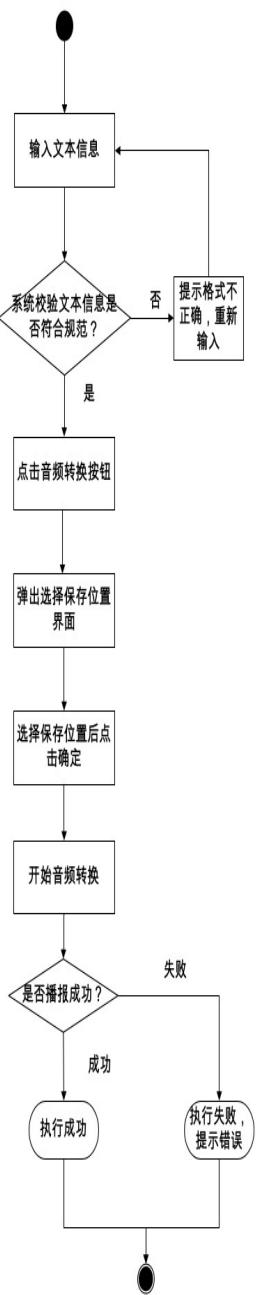 输入文本信息
系统校验文本信息是
否符合规范？
否
提示格式不
正确，重新
输入
是
点击音频转换按钮
弹出选择保存位置
界面
选择保存位置后点
击确定
开始音频转换
是否播报成功？
失败
成功
执行成功
执行失败，
提示错误